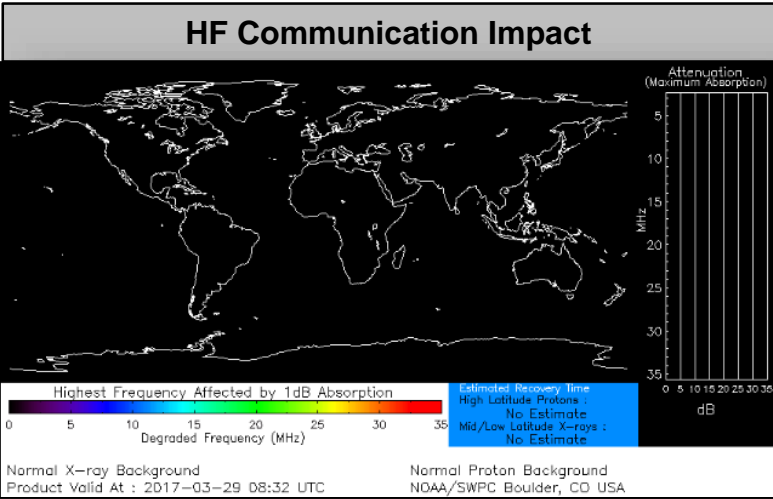 HF Communication Impact
Attenuation
(Maximum Absorption)
5
10
15
20
25
30
35
MHz
0 5 10 15 20 25 30 35
dB
Highest Frequency Affected by 1dB Absorption
0 5 10 15 20 25 30 35
Degraded Frequency (MHz)
Estimated Recovery Time
High Latitude Protons :
No Estimate
Mid/Low Latitude X-rays :
No Estimate
Normal X-ray Background
Product Valid At : 2017-03-29 08:32 UTC
Normal Proton Background
NOAA/SWPC Boulder, CO USA